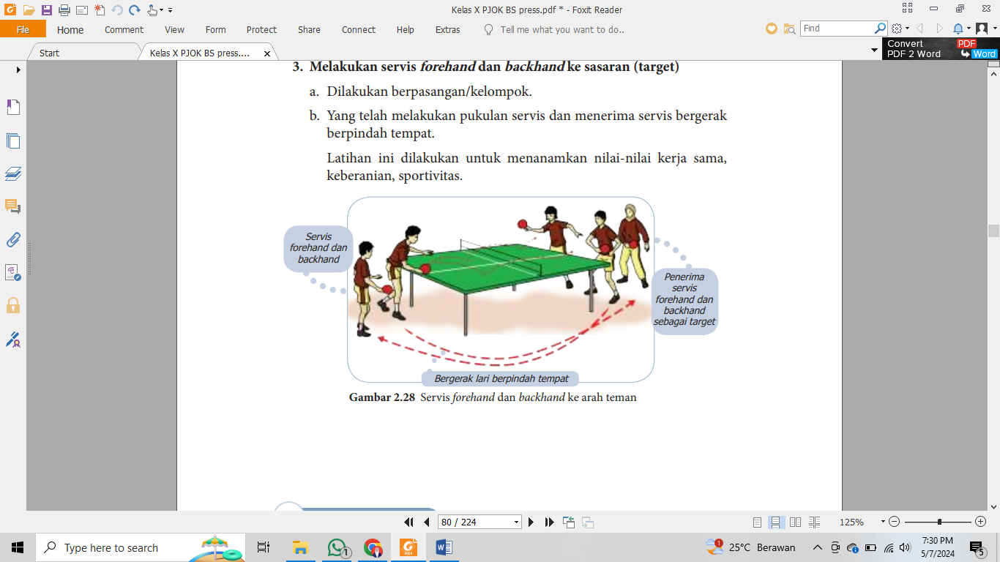 Kelas X PJOK BS press.pdf * - Foxit Reader
File Home Comment View Form Protect Share Connect Help Extras Tell me what you want to do.. Find
Start Kelas X PJOK BS press.... Convert PDF
PDF 2 Word Word
3. Melakukan servis forehand dan backhand ke sasaran (target)
a. Dilakukan berpasangan/kelompok.
b. Yang telah melakukan pukulan servis dan menerima servis bergerak
berpindah tempat.
Latihan ini dilakukan untuk menanamkan nilai-nilai kerja sama,
keberanian, sportivitas.
Servis
forehand dan
backhand
Penerima
servis
forehand dan
backhand
sebagai target
Bergerak lari berpindah tempat
Gambar 2.28 Servis forehand dan backhand ke arah teman
80 / 224 125%
Type here to search 1 PDF W 1 25°C Berawan 7:30 PM
5/7/2024 5